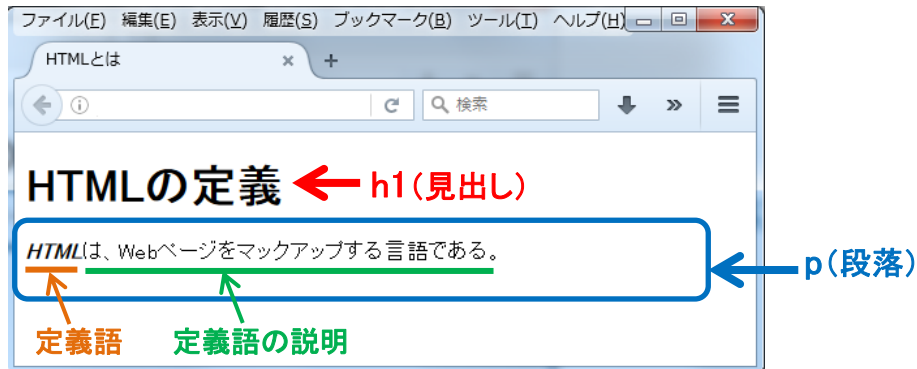 ファイル(F) 編集(E) 表示(V) 履歴(S) ブックマーク(B) ツール(T) ヘルプ(H)
HTMLとは
検索
HTMLの定義 h1(見出し)
HTMLは、Webページをマックアップする言語である。
p(段落)
定義語 定義語の説明